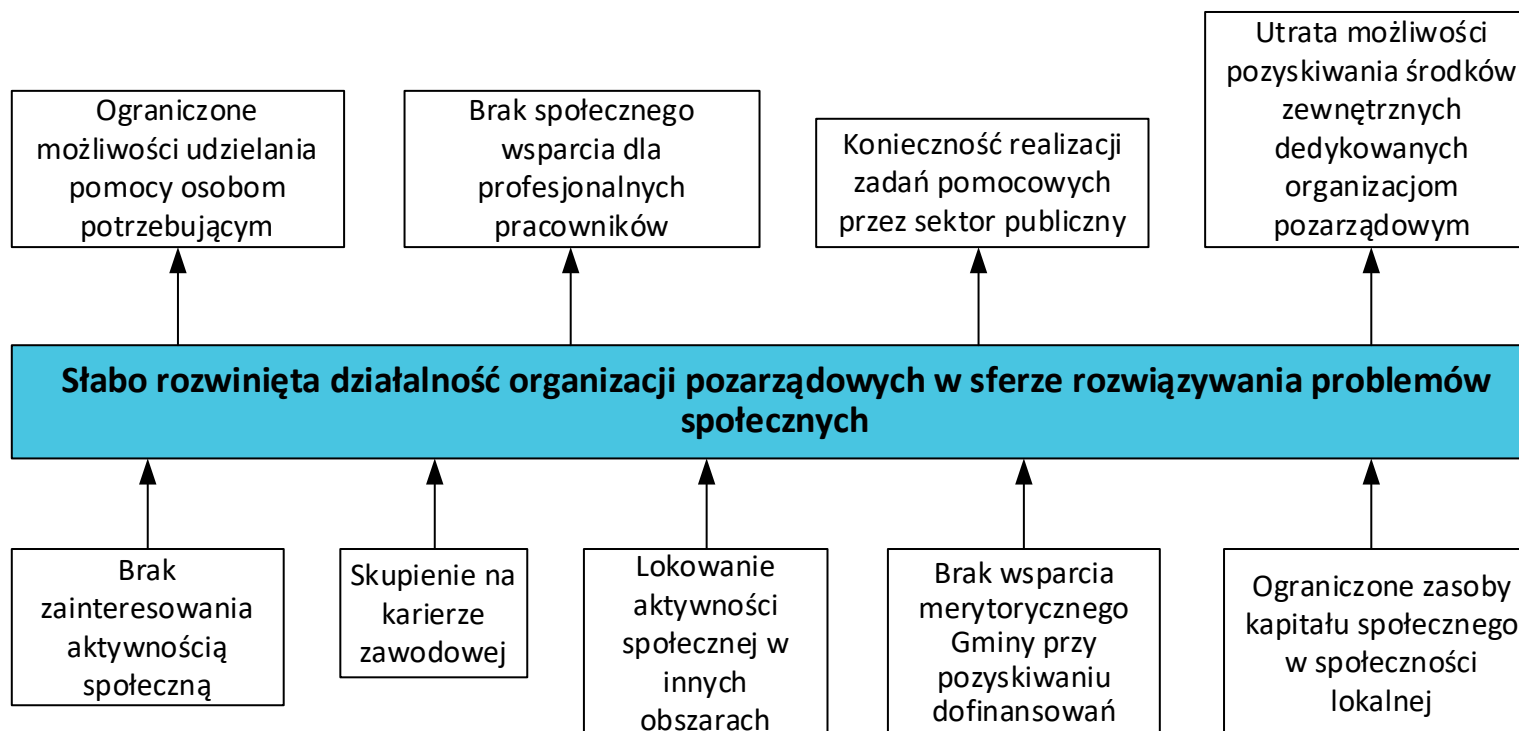 Ograniczone
możliwości udzielania
pomocy osobom
potrzebującym
Brak społecznego
wsparcia dla
profesjonalnych
pracowników
Konieczność realizacji
zadań pomocowych
przez sektor publiczny
Utrata możliwości
pozyskiwania środków
zewnętrznych
dedykowanych
organizacjom
pozarządowym
Słabo rozwinięta działalność organizacji pozarządowych w sferze rozwiązywania problemów
społecznych
Brak
zainteresowania
aktywnością
społeczną
Skupienie na
karierze
zawodowej
Lokowanie
aktywności
społecznej w
innych
obszarach
Brak wsparcia
merytorycznego
Gminy przy
pozyskiwaniu
dofinansowań
Ograniczone zasoby
kapitału społecznego
w społeczności
lokalnej